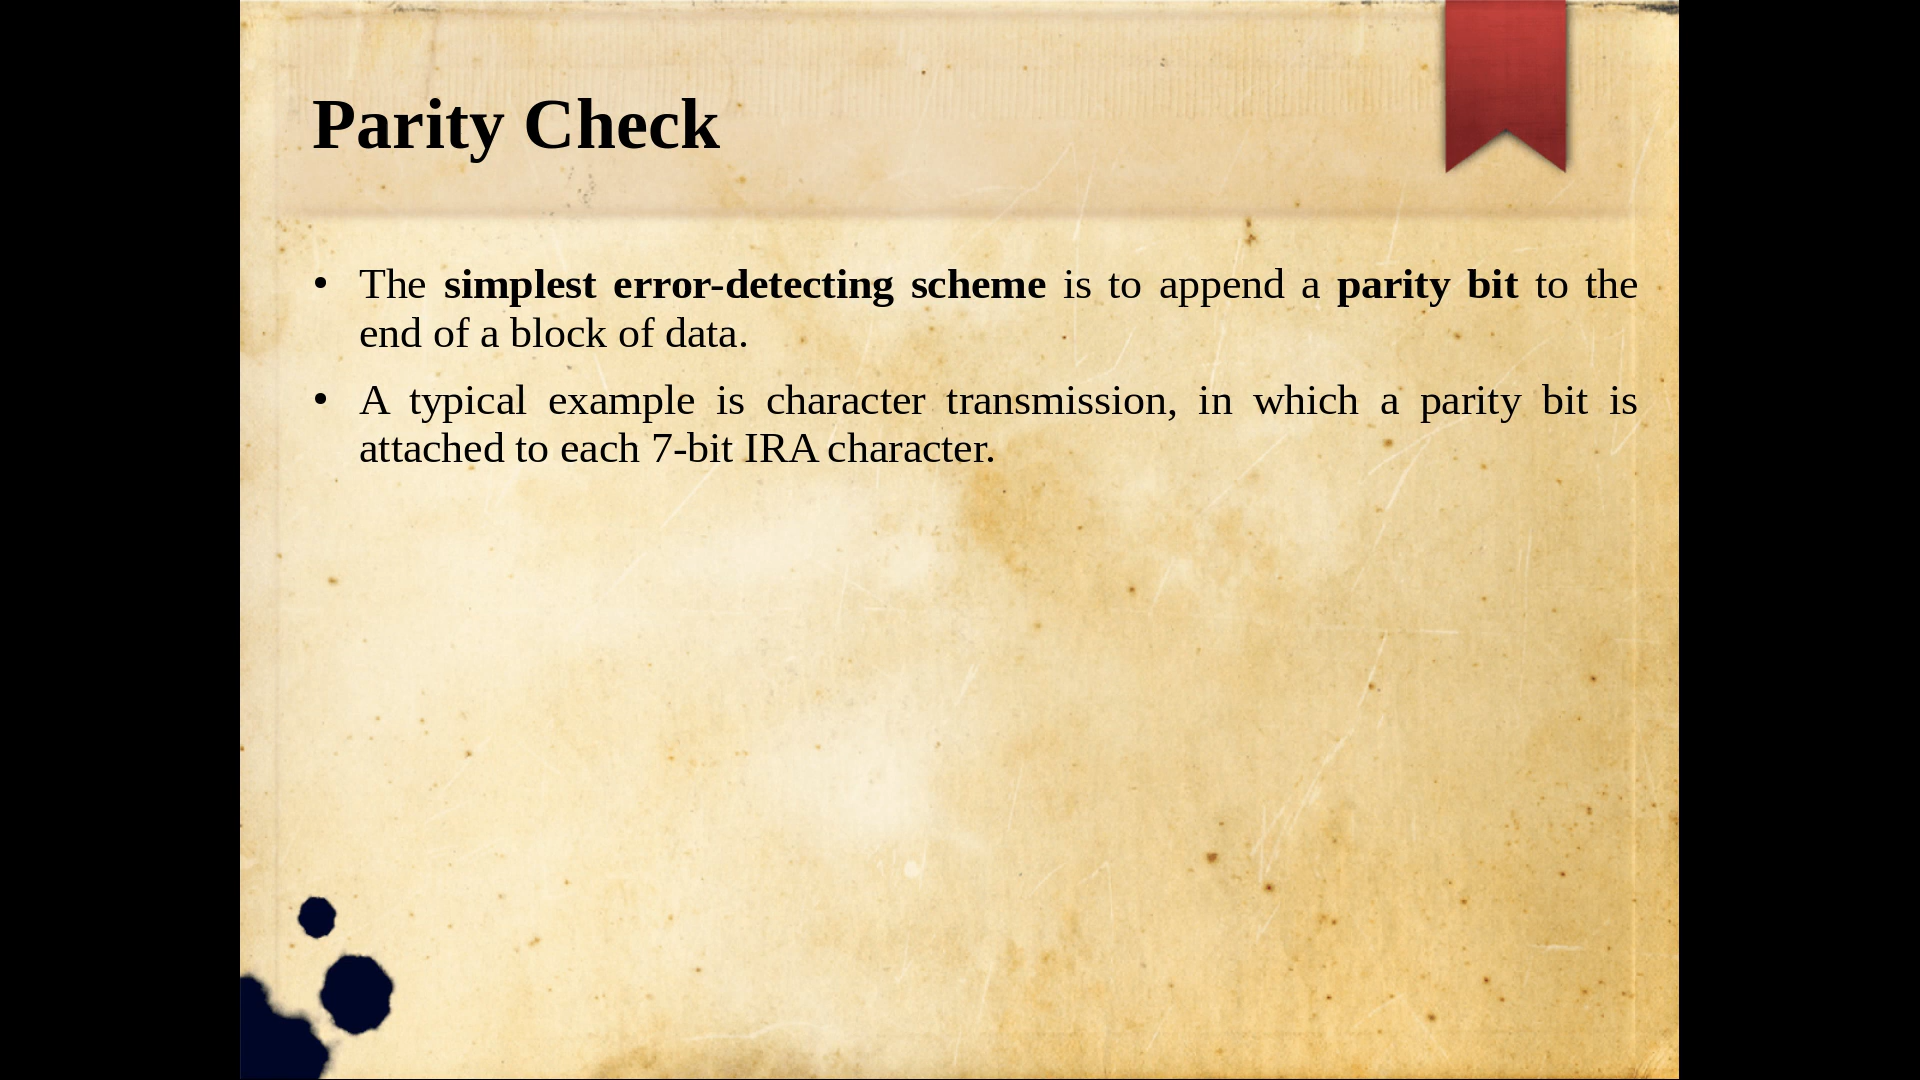 Parity Check
• The simplest error-detecting scheme is to append a parity bit to the
end of a block of data.
• A typical example is character transmission, in which a parity bit is
attached to each 7-bit IRA character.